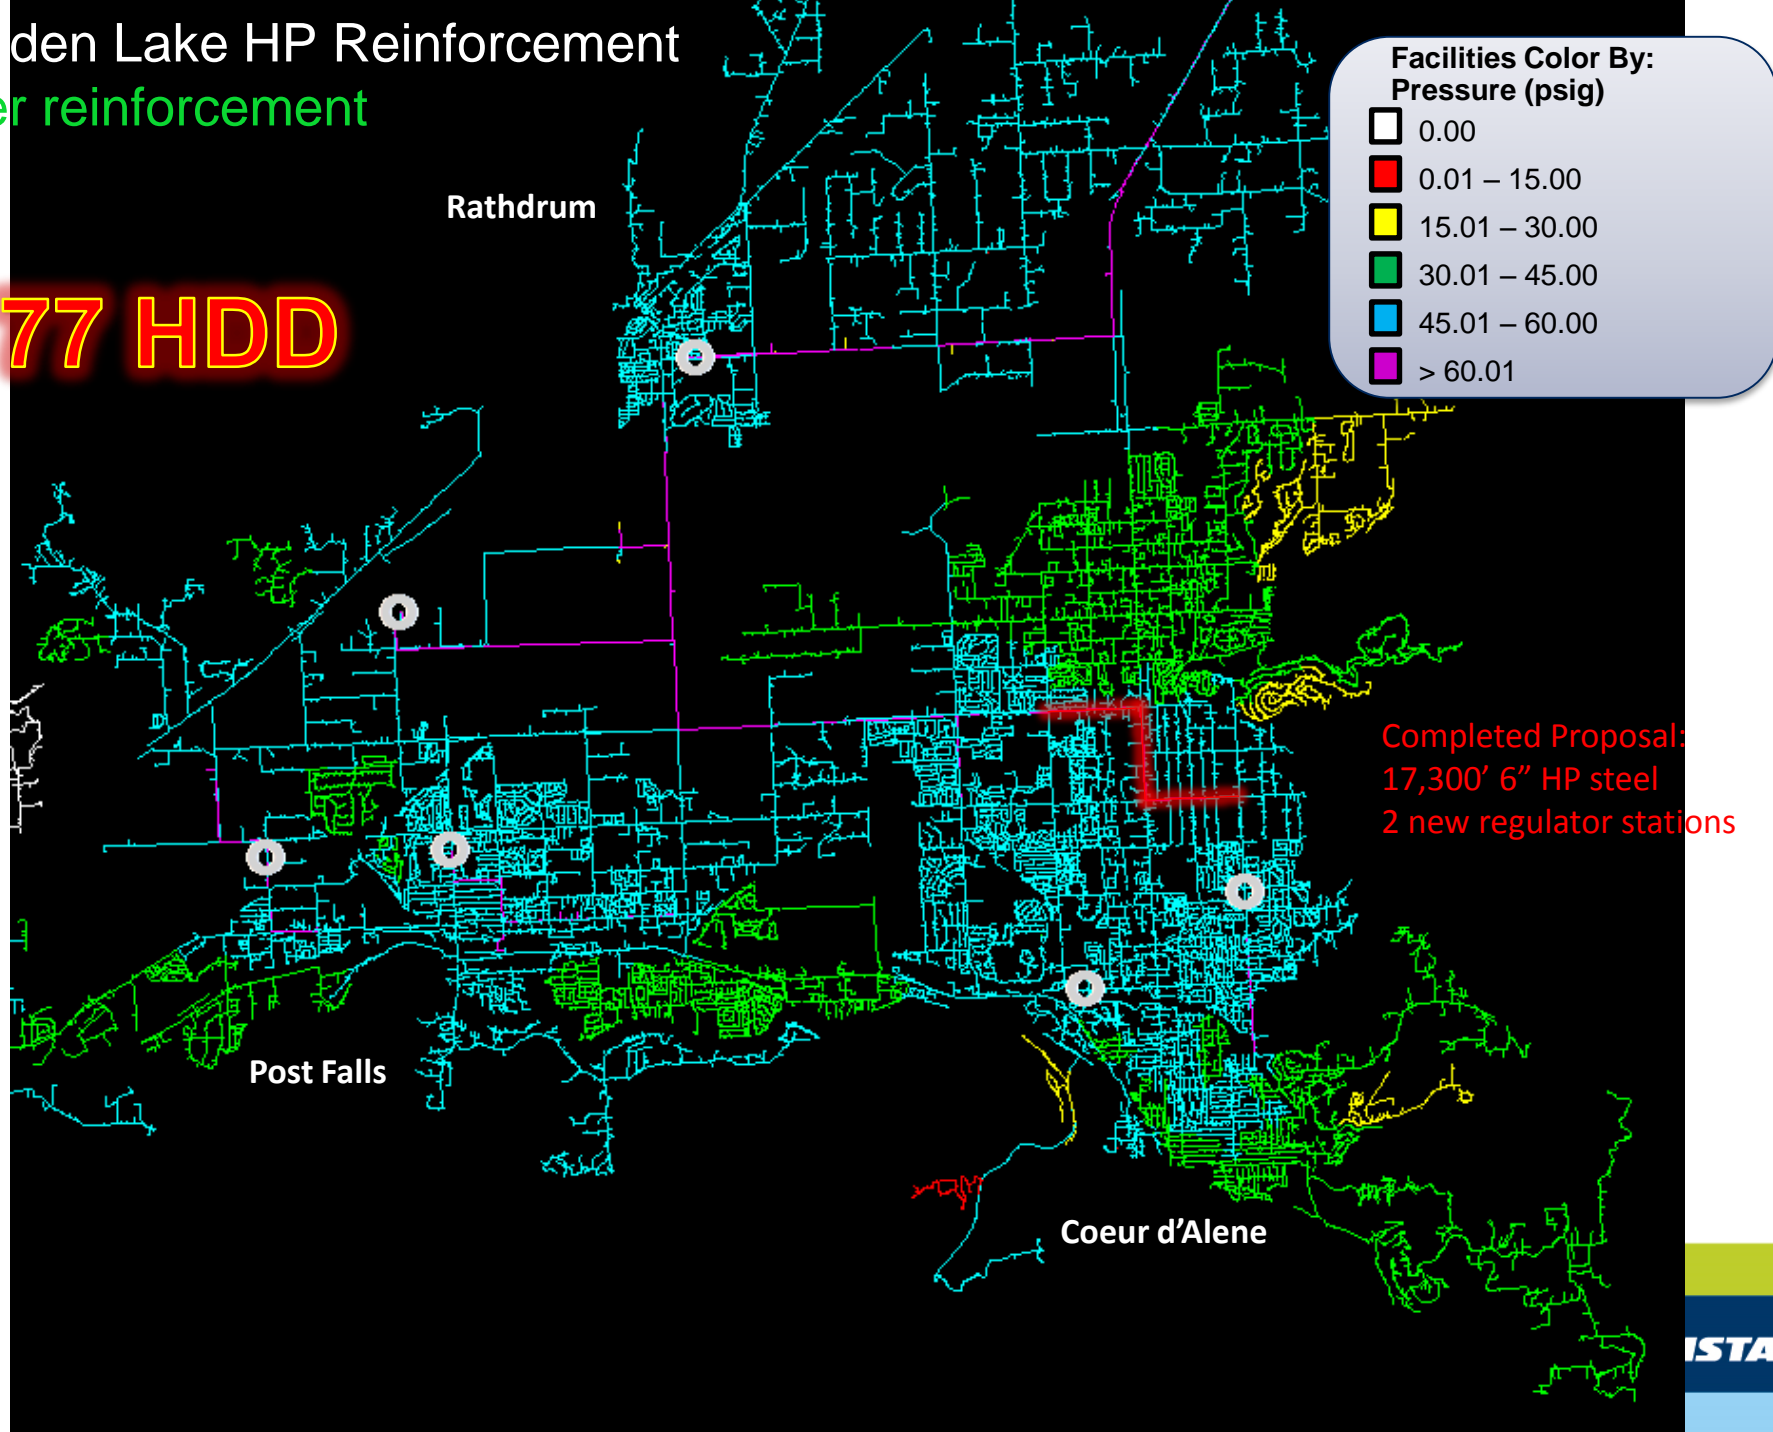 den Lake HP Reinforcement
er reinforcement
77 HDD
Rathdrum
Facilities Color By:
Pressure (psig)
0.00
0.01 – 15.00
15.01 – 30.00
30.01 – 45.00
45.01 – 60.00
> 60.01
Completed Proposal:
17,300’ 6” HP steel
2 new regulator stations
Post Falls
Coeur d’Alene
ISTA